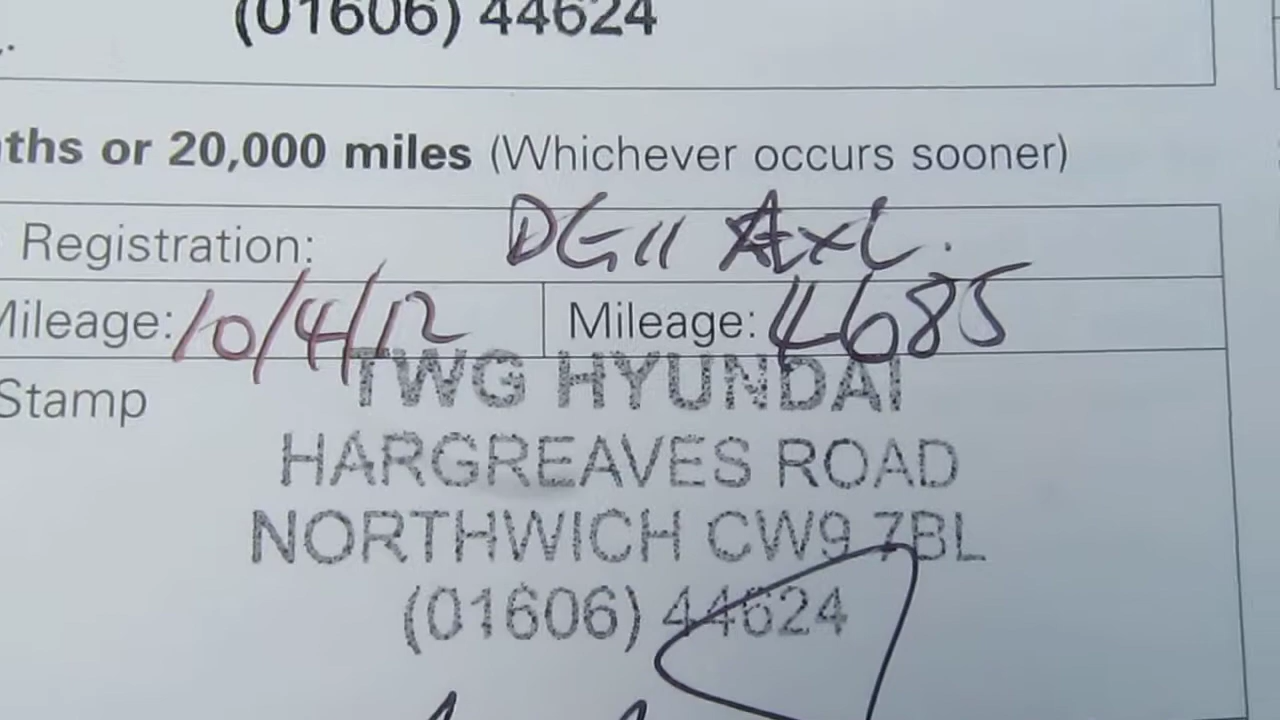 (01606) 44624
ths or 20,000 miles (Whichever occurs sooner)
Registration: DG11 AXC.
Mileage: 10/4/12 Mileage: 4685
Stamp
TWG HYUNDAI
HARGREAVES ROAD
NORTHWICH CW9 7BL
(01606) 44624